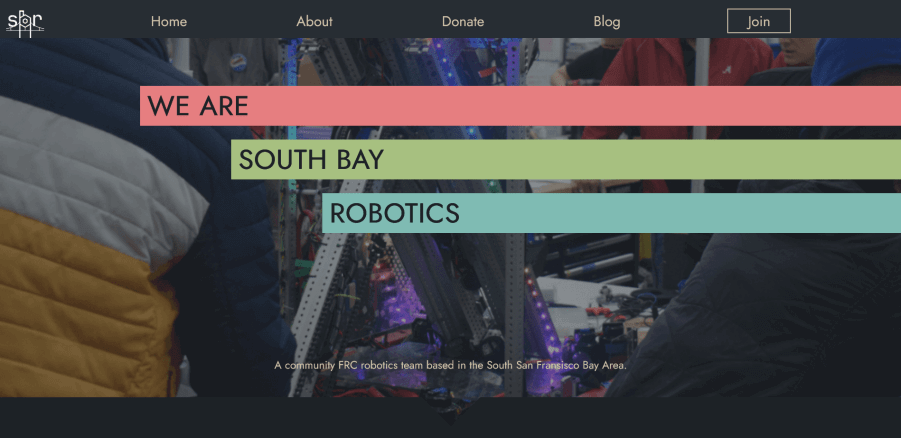 sbr
Home About Donate Blog Join
WE ARE
SOUTH BAY
ROBOTICS
A community FRC robotics team based in the South San Fransisco Bay Area.